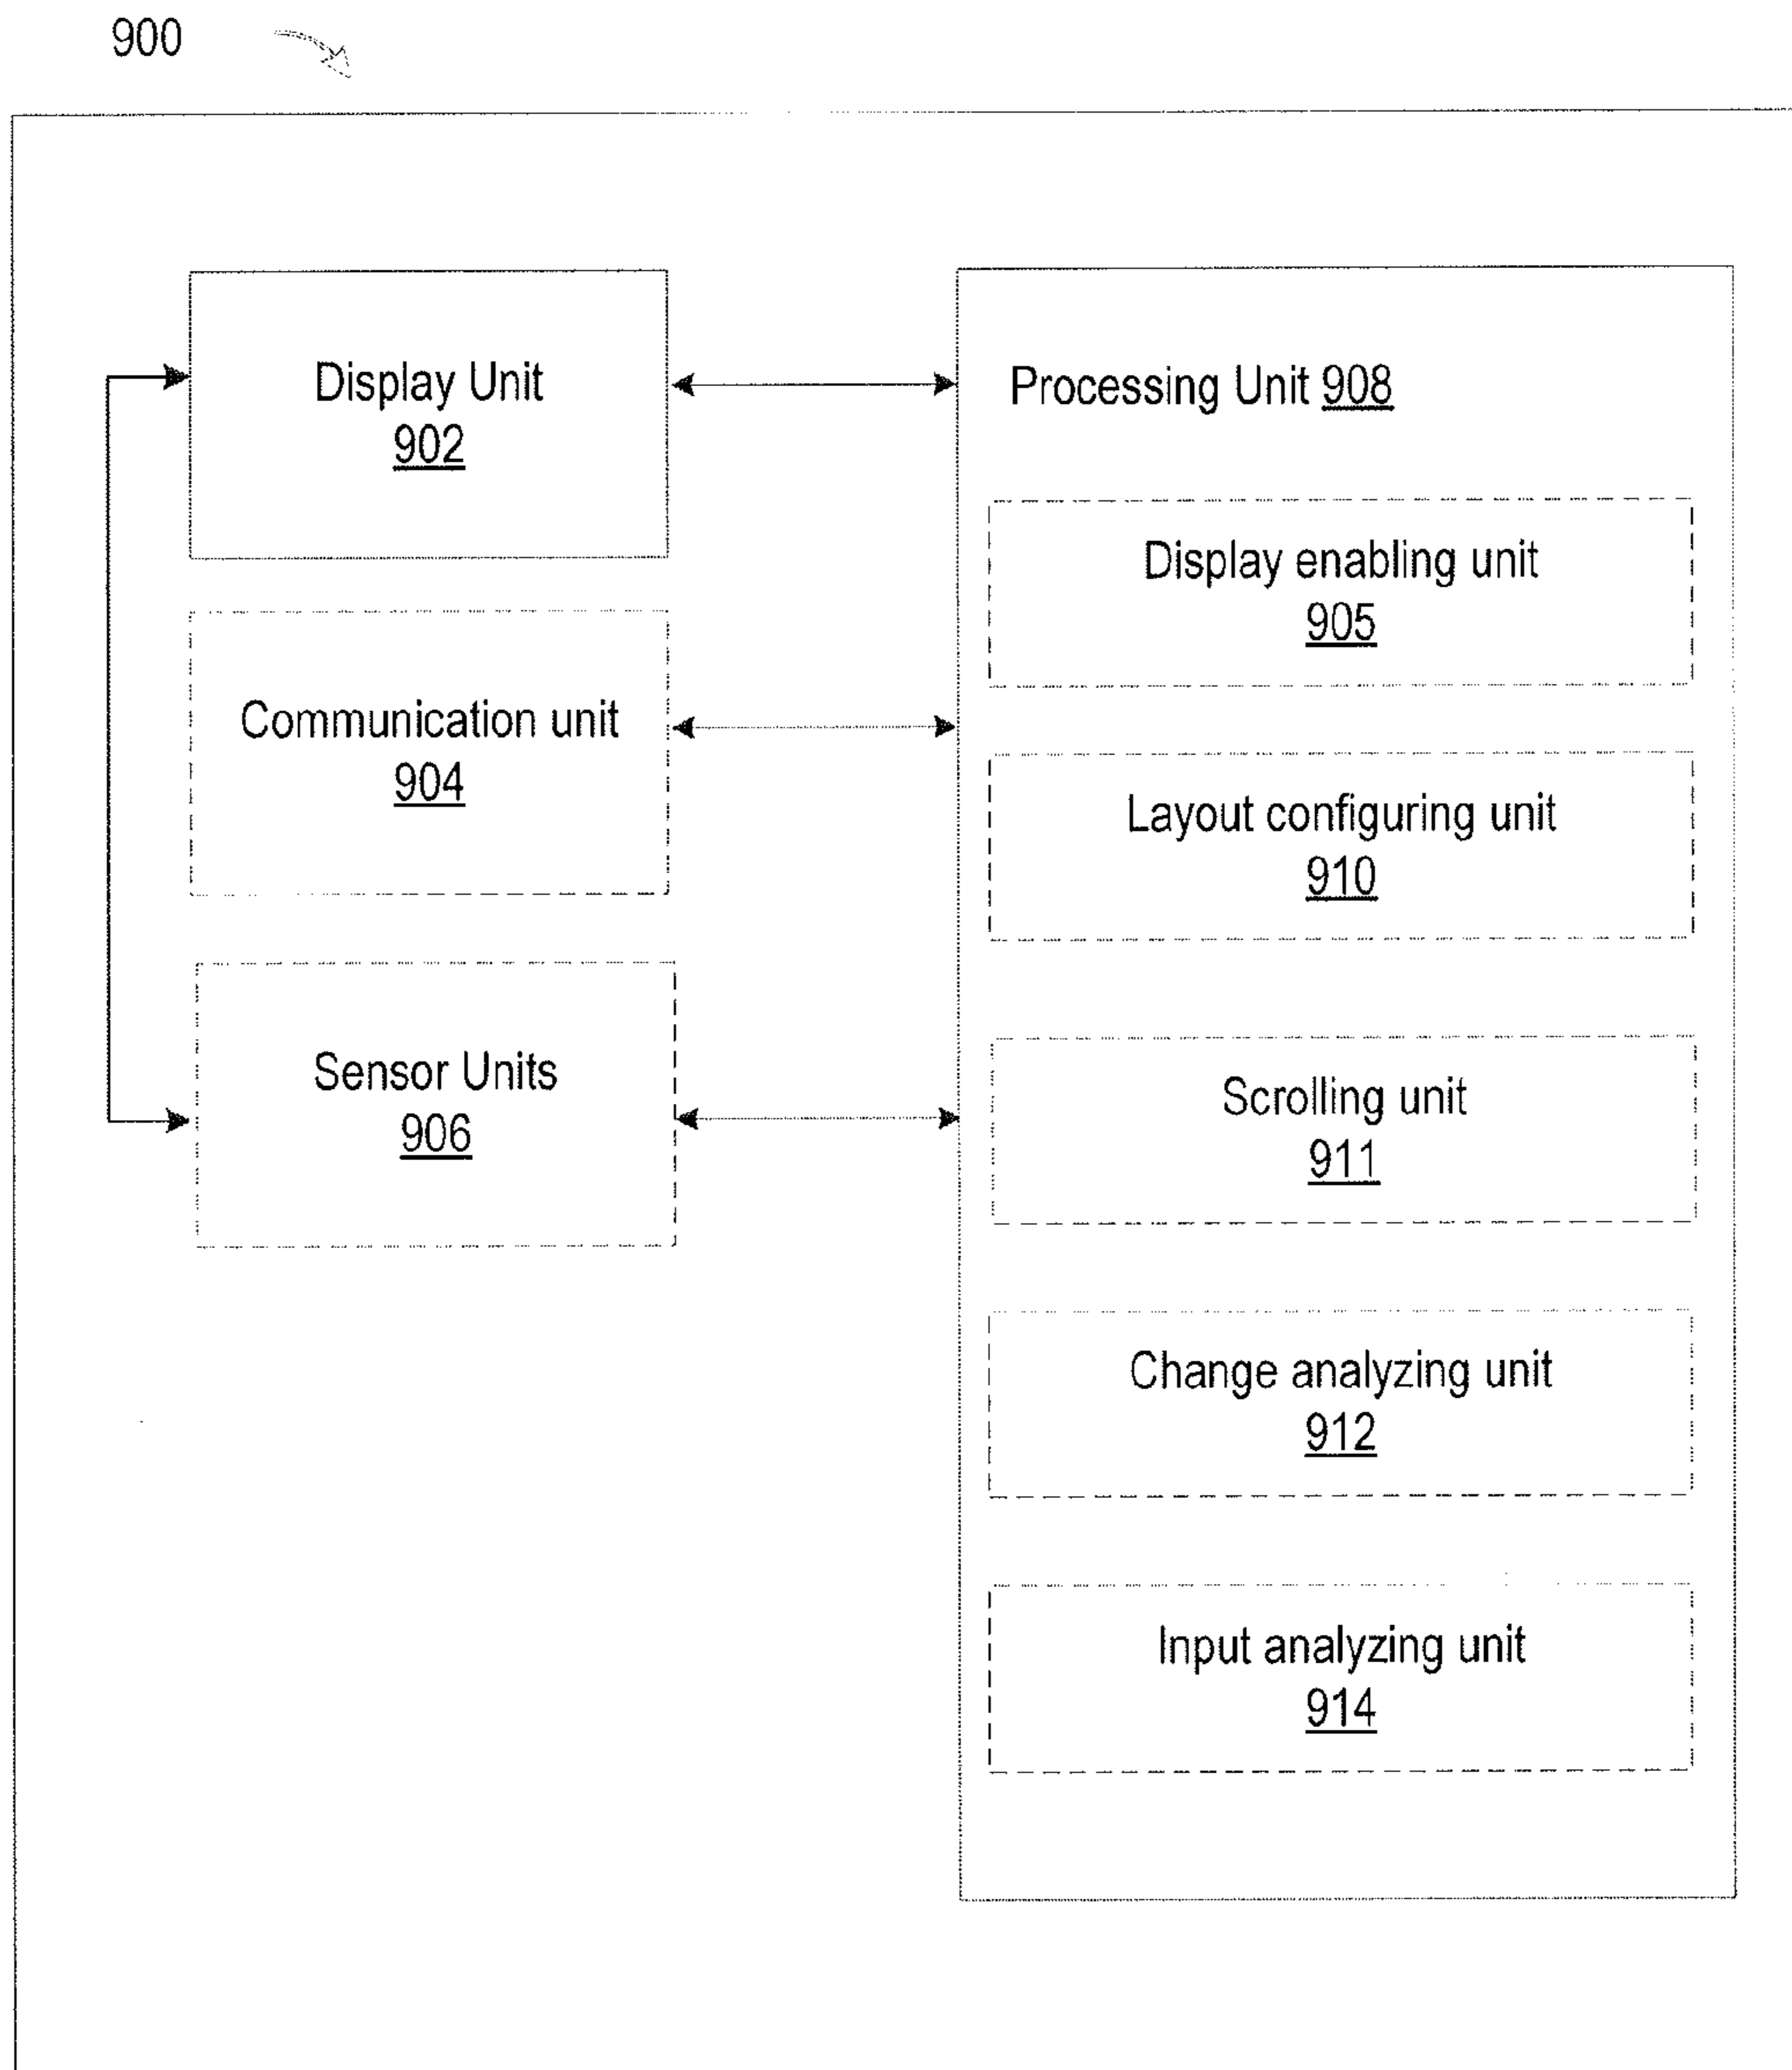 900
Display Unit
902
Communication unit
904
Sensor Units
906
Processing Unit 908
Display enabling unit
905
Layout configuring unit
910
Scrolling unit
911
Change analyzing unit
912
Input analyzing unit
914